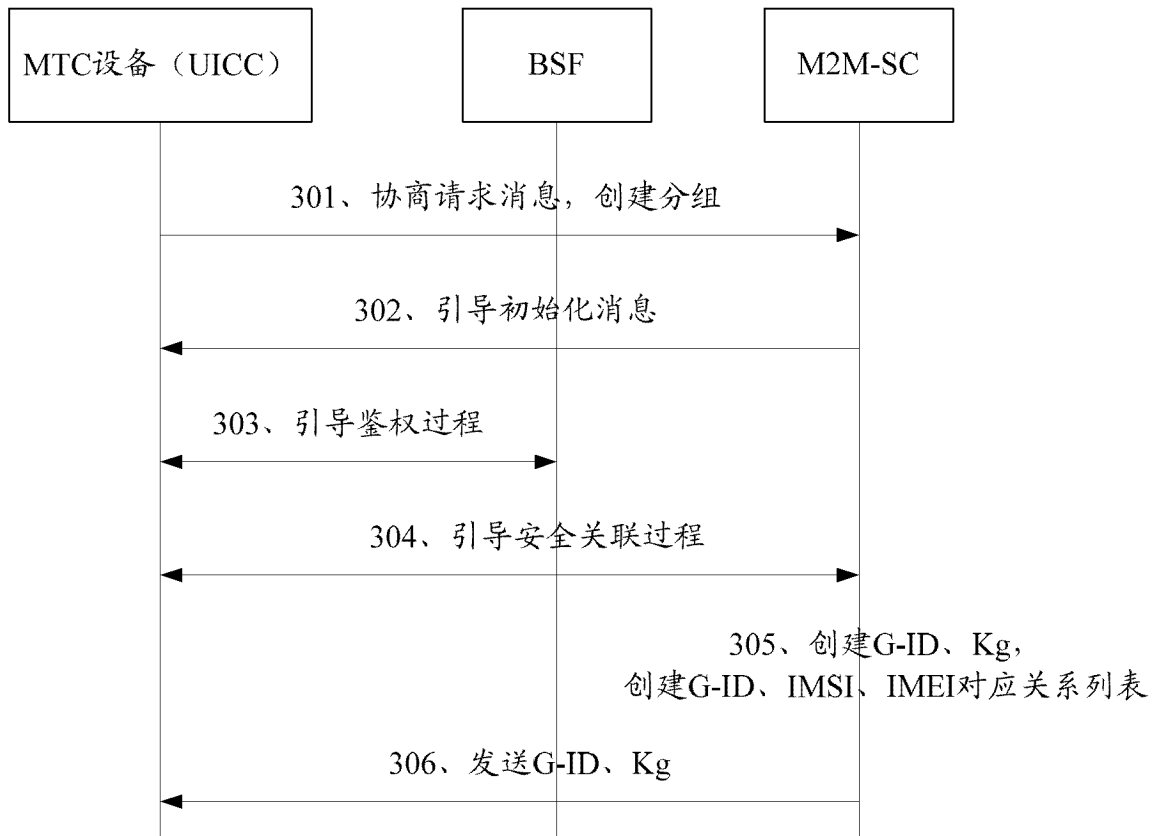 MTC设备（UICC）
BSF
M2M-SC
301、协商请求消息，创建分组
302、引导初始化消息
303、引导鉴权过程
304、引导安全关联过程
305、创建G-ID、Kg，
创建G-ID、IMSI、IMEI对应关系列表
306、发送G-ID、Kg